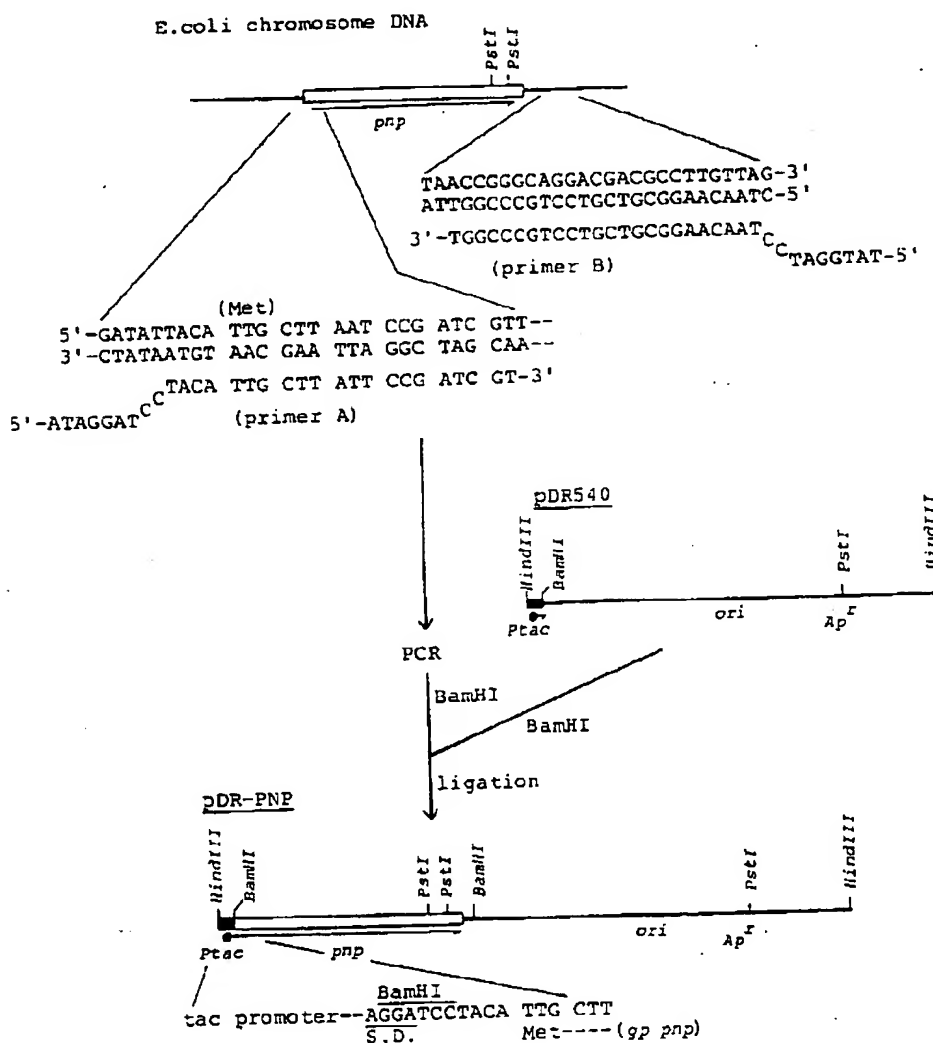 E.coli chromosome DNA
PstI
PstI
pnp
TAACCGGGCAGGACGACGCCTTGTTAG-3'
ATTGGCCCGTCCTGCTGCGGAACAATC-5'
3'-TGGCCCGTCCTGCTGCGGAACAATCCTAGGTAT-5'
(primer B)
(Met)
5'-GATATTACA TTG CTT AAT CCG ATC GTT--
3'-CTATAATGT AAC GAA TTA GGC TAG CAA--
5'-ATAGGATCCTACA TTG CTT ATT CCG ATC GT-3'
(primer A)
pDR540
HindIII
BamHI
PstI
HindIII
Ptac
ori
Ap^r
PCR
BamHI
BamHI
ligation
pDR-PNP
HindIII
BamHI
PstI
PstI
BamHI
PstI
HindIII
Ptac
pnp
ori
Ap^r
BamHI
tac promoter--AGGATCCTACA TTG CTT
S.D.
Met----(gp pnp)